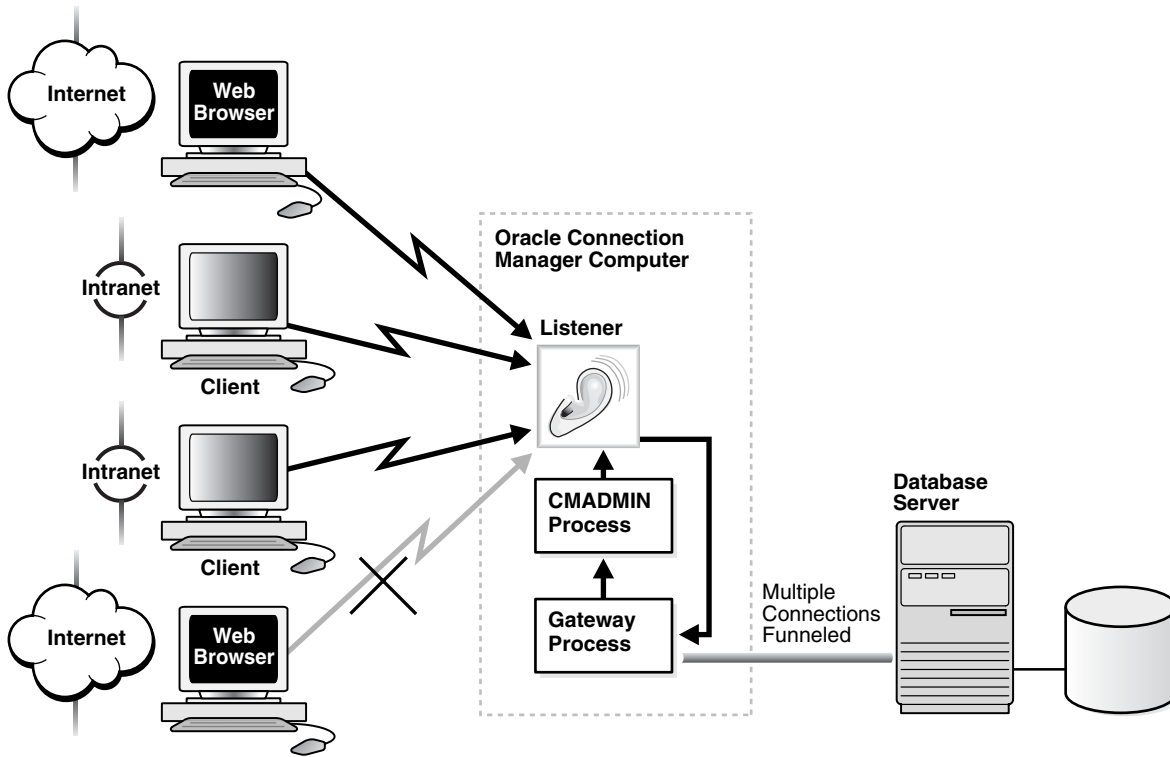 Internet
Web
Browser
Intranet
Client
Intranet
Client
Internet
Web
Browser
Oracle Connection
Manager Computer
Listener
CMADMIN
Process
Gateway
Process
Multiple
Connections
Funneled
Database
Server